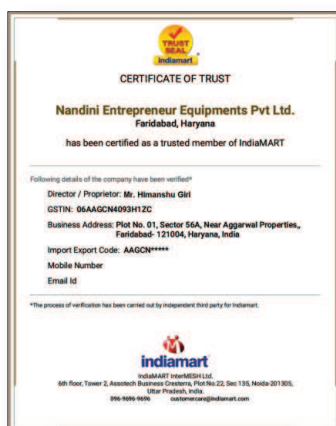 TRUST
SEAL
indiamart
CERTIFICATE OF TRUST
Nandini Entrepreneur Equipments Pvt Ltd.
Faridabad, Haryana
has been certified as a trusted member of IndiaMART
Following details of the company have been verified*
Director / Proprietor: Mr. Himanshu Giri
GSTIN: 06AAGCN4093H1ZC
Business Address: Plot No. 01, Sector 56A, Near Aggarwal Properties,,
Faridabad- 121004, Haryana, India
Import Export Code: AAGCN*****
Mobile Number
Email Id
*The process of verification has been carried out by independent third party for Indiamart.
indiamart
IndiaMART InterMESH Ltd.
6th floor, Tower 2, Assotech Business Cresterra, Plot No.22, Sec 135, Noida-201305,
Uttar Pradesh, India.
096-9696-9696 customercare@indiamart.com